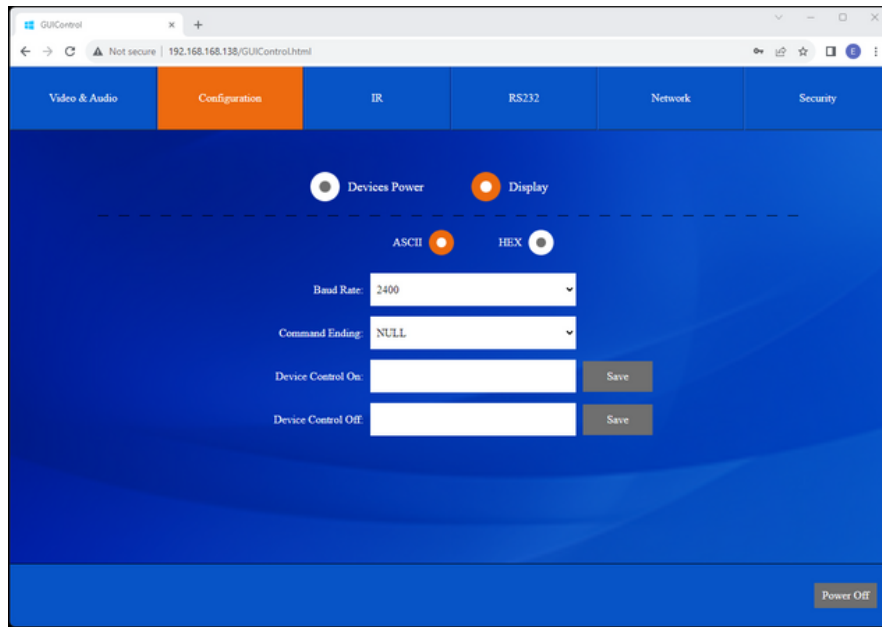 GUIControl
Not secure | 192.168.168.138/GUIControl.html
E
Video & Audio Configuration IR RS232 Network Security
Devices Power Display
ASCII HEX
Baud Rate: 2400
Command Ending: NULL
Device Control On: Save
Device Control Off: Save
Power Off